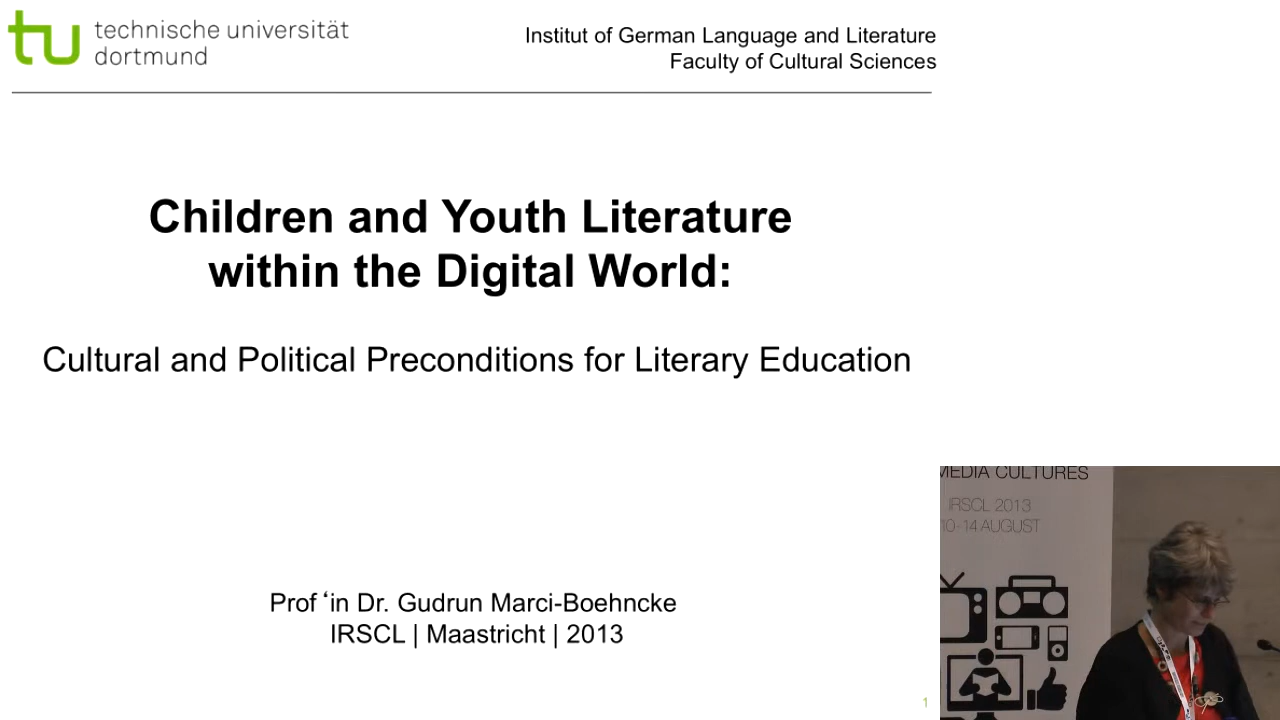 technische universität
dortmund
Institut of German Language and Literature
Faculty of Cultural Sciences
Children and Youth Literature
within the Digital World:
Cultural and Political Preconditions for Literary Education
Prof‘in Dr. Gudrun Marci-Boehncke
IRSCL | Maastricht | 2013
1
MEDIA CULTURES
IRSCL 2013
10-14 AUGUST